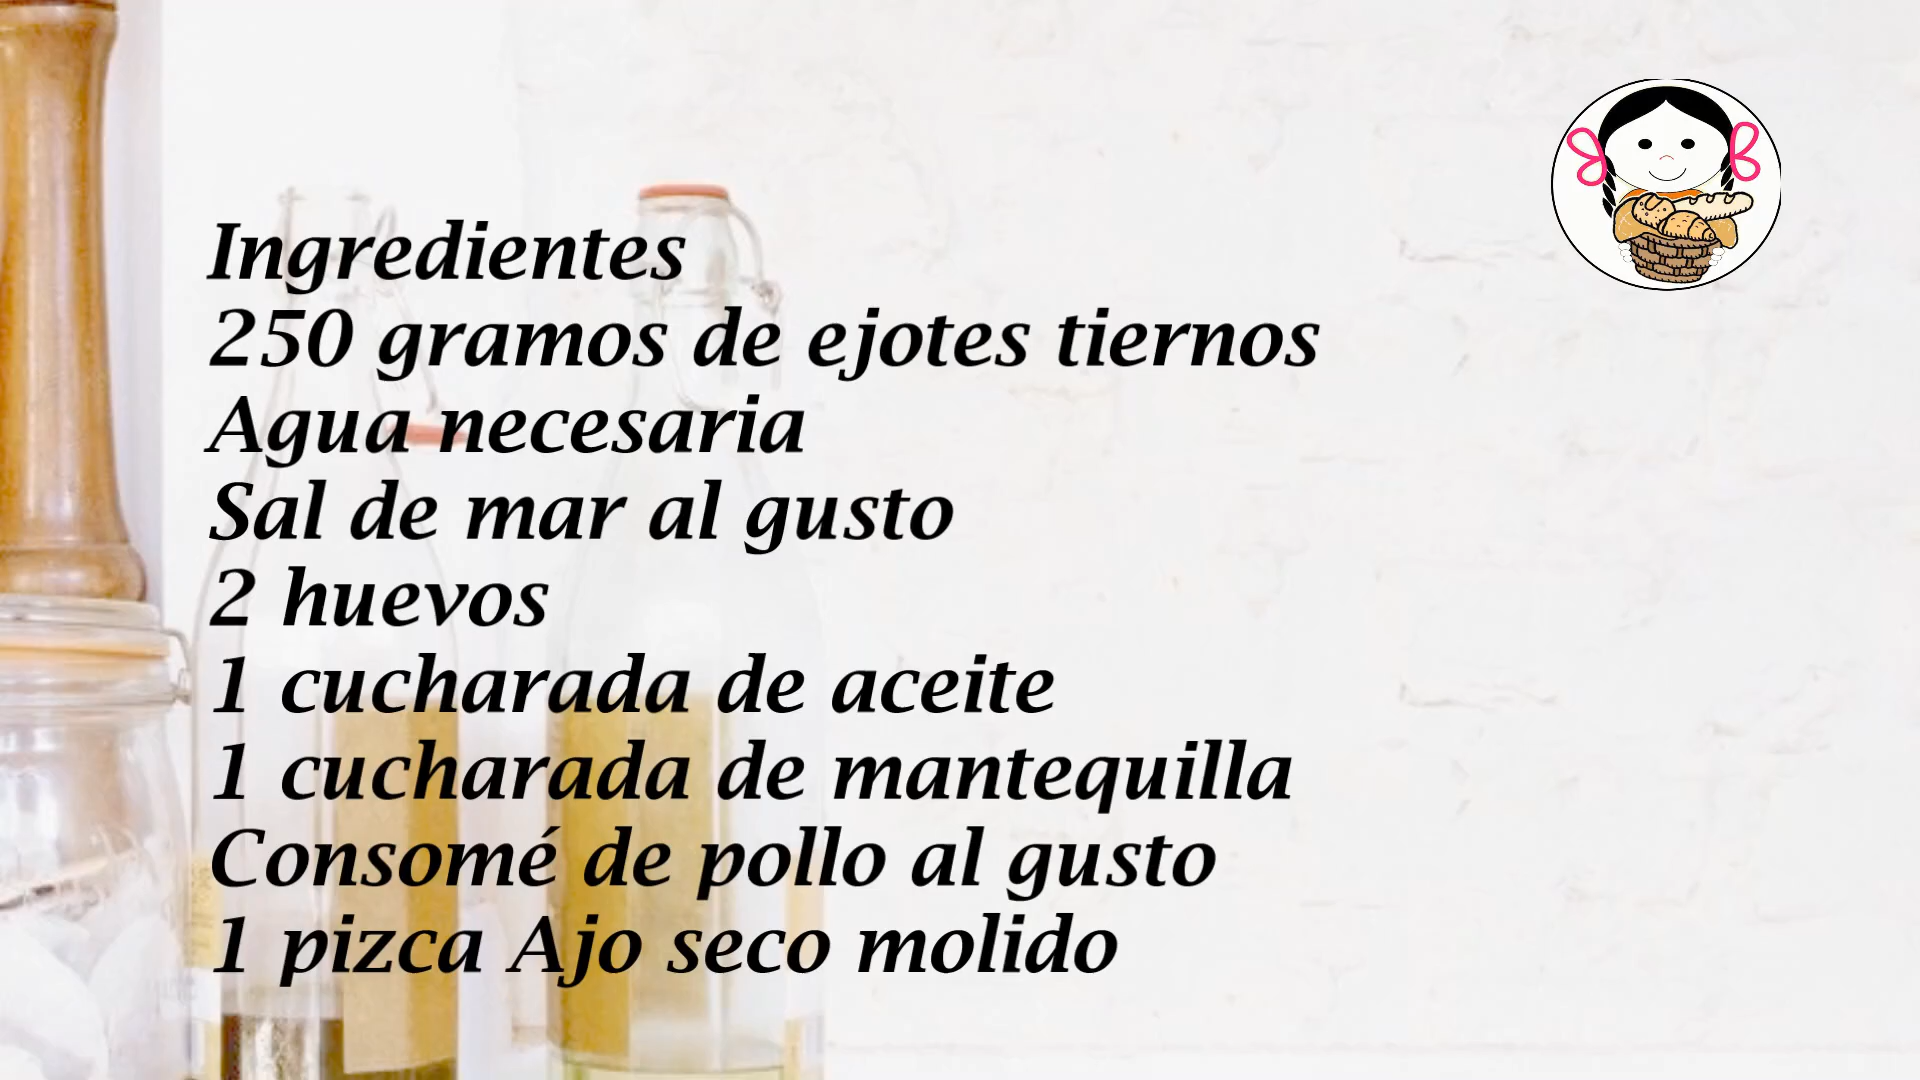 Ingredientes
250 gramos de ejotes tiernos
Agua necesaria
Sal de mar al gusto
2 huevos
1 cucharada de aceite
1 cucharada de mantequilla
Consomé de pollo al gusto
1 pizca Ajo seco molido